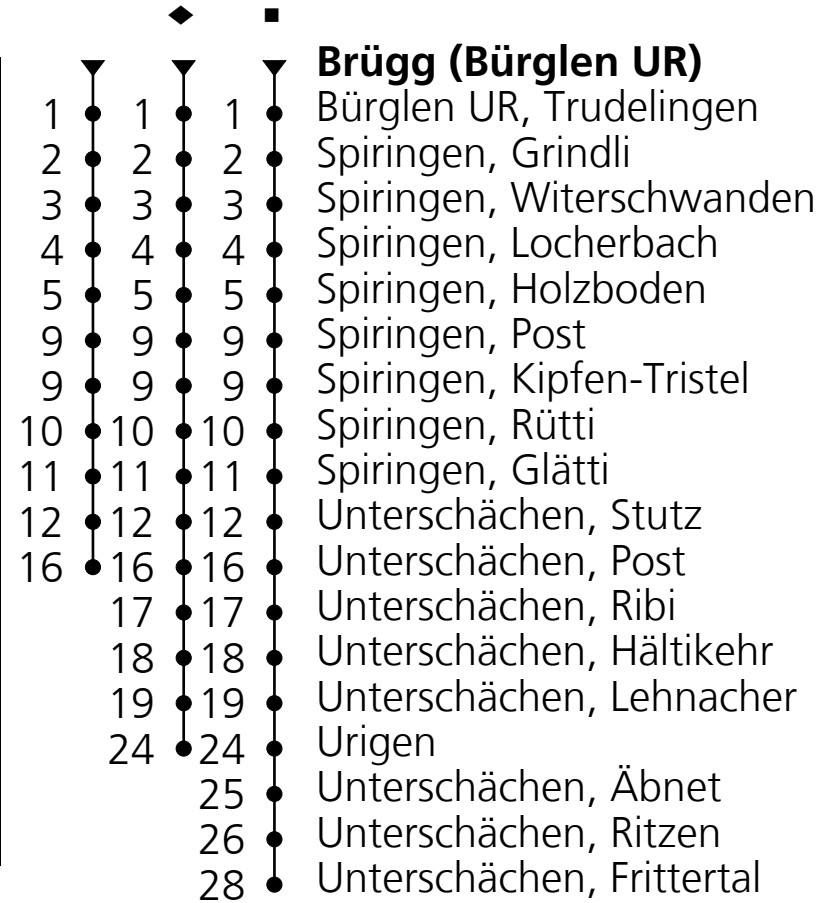 Brügg (Bürglen UR)
1 1 1 Bürglen UR, Trudelingen
2 2 2 Spiringen, Grindli
3 3 3 Spiringen, Witerschwanden
4 4 4 Spiringen, Locherbach
5 5 5 Spiringen, Holzboden
9 9 9 Spiringen, Post
9 9 9 Spiringen, Kipfen-Tristel
10 10 10 Spiringen, Rütti
11 11 11 Spiringen, Glätti
12 12 12 Unterschächen, Stutz
16 16 16 Unterschächen, Post
17 17 Unterschächen, Ribi
18 18 Unterschächen, Hältikehr
19 19 Unterschächen, Lehnacher
24 24 Urigen
25 Unterschächen, Äbnet
26 Unterschächen, Ritzen
28 Unterschächen, Frittertal